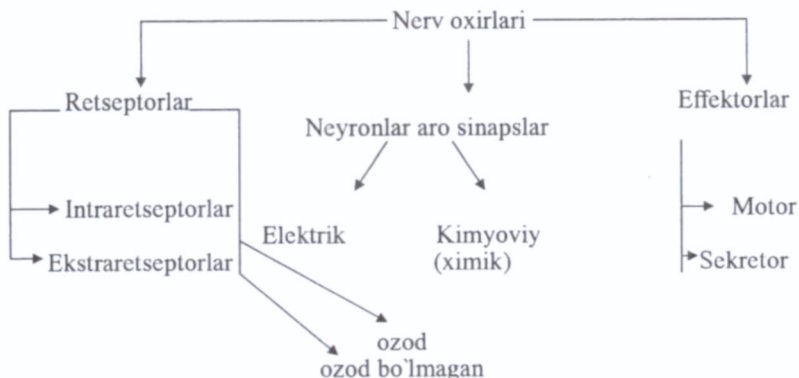 Nerv oxirlari
Retseptorlar
Neyronlar aro sinapslar
Effektorlar
Intraretseptorlar
Ekstraretseptorlar
Elektrik
Kimyoviy
(ximik)
Motor
Sekretor
ozod
ozod bo`lmagan